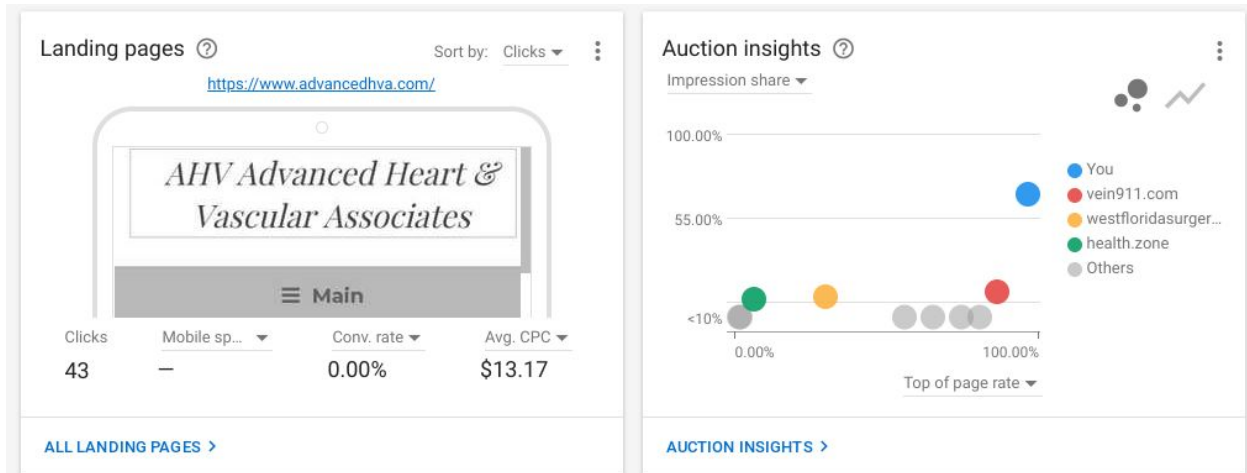 Landing pages
Sort by: Clicks
https://www.advancedhva.com/
AHV Advanced Heart &
Vascular Associates
☰ Main
Clicks Mobile sp... Conv. rate Avg. CPC
43 — 0.00% $13.17
ALL LANDING PAGES >
Auction insights
Impression share
100.00%
55.00%
<10%
0.00% 100.00%
Top of page rate
You
vein911.com
westfloridasurger...
health.zone
Others
AUCTION INSIGHTS >